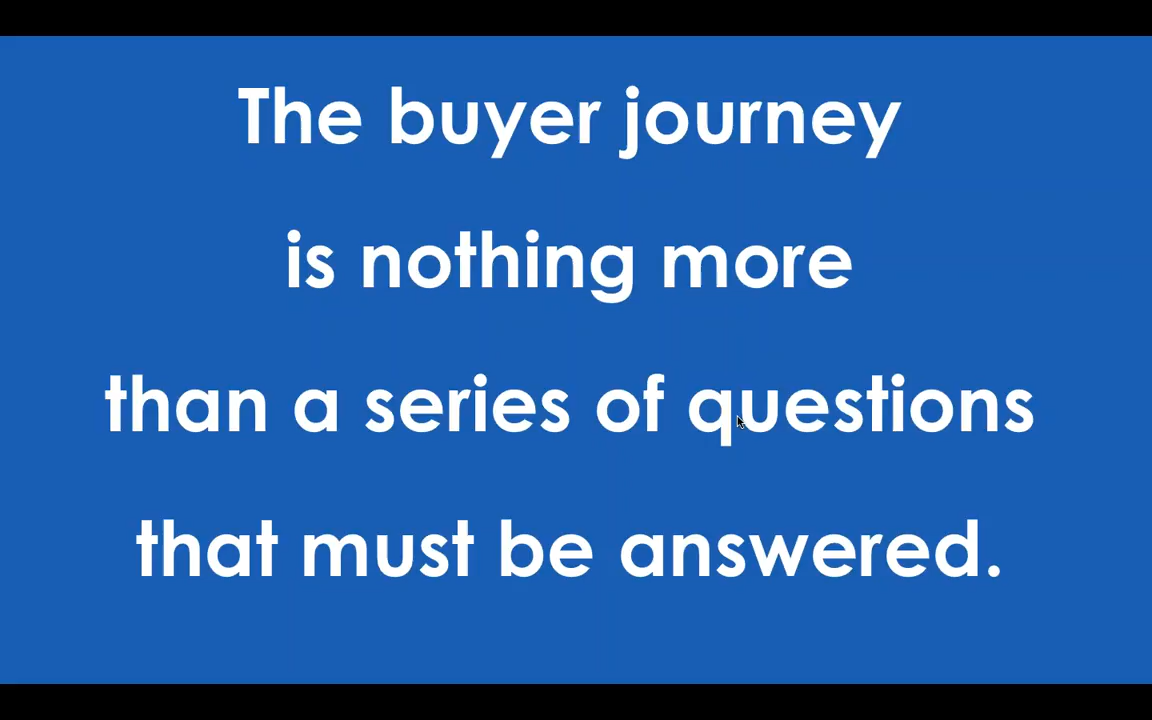 The buyer journey
is nothing more
than a series of questions
that must be answered.